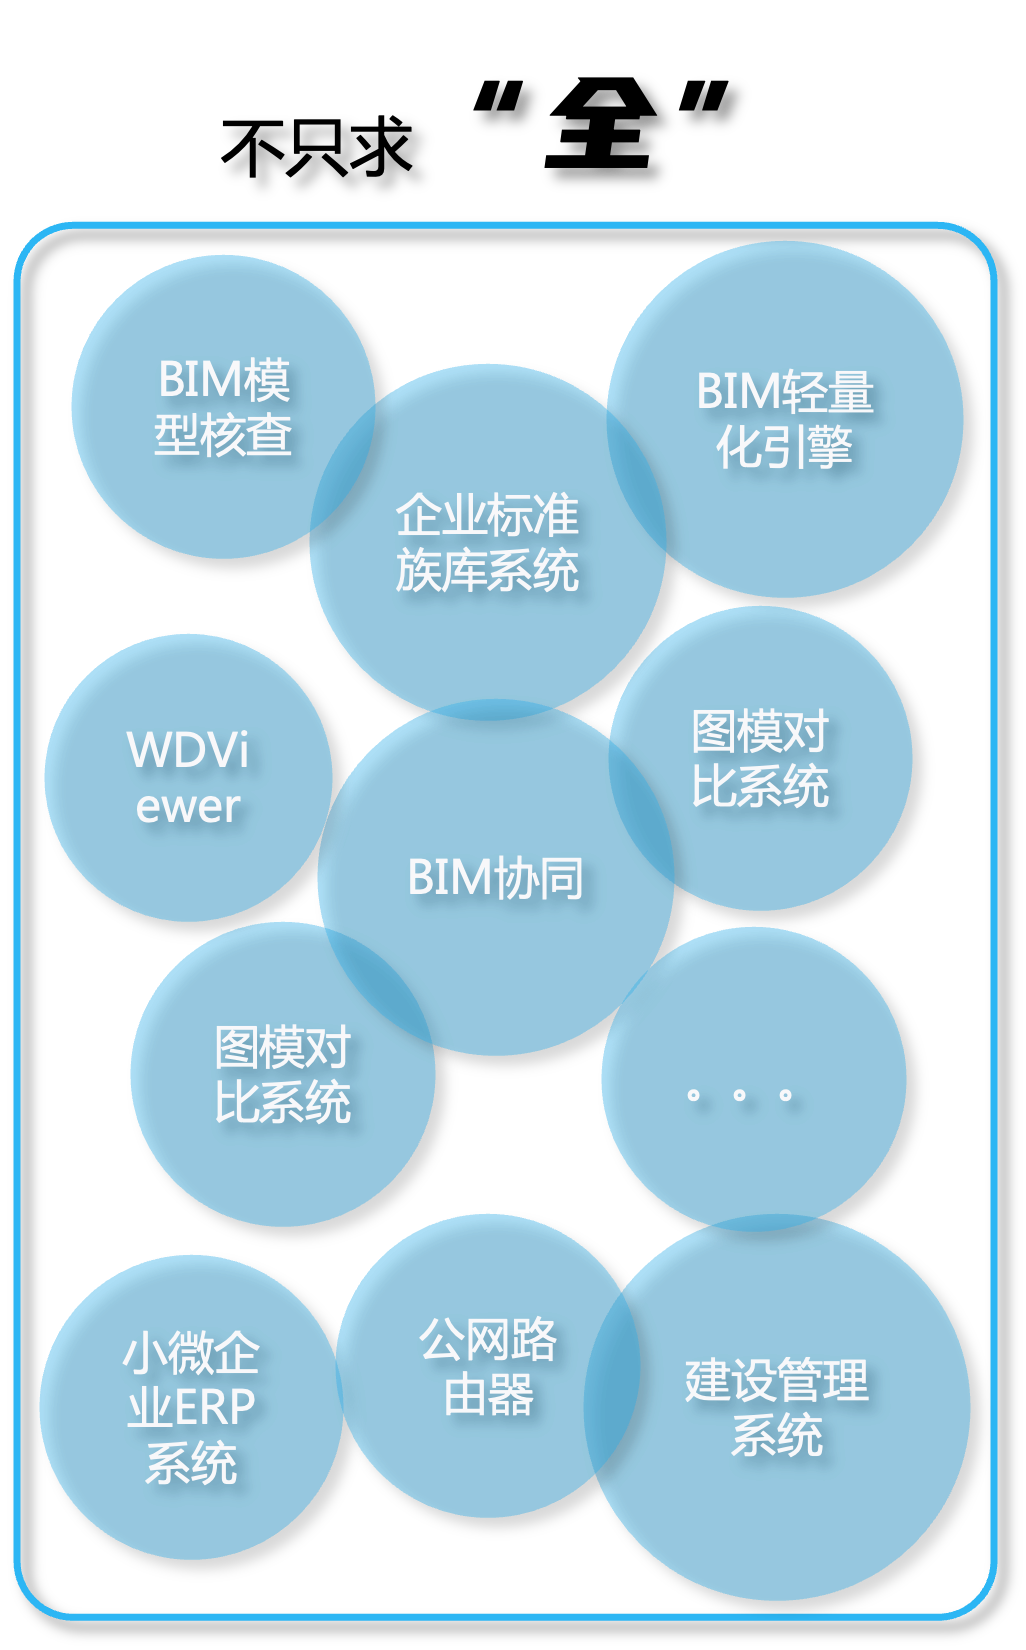 不只求 “全”
BIM模
型核查
BIM轻量
化引擎
企业标准
族库系统
WDVi
ewer
图模对
比系统
BIM协同
图模对
比系统
。。。
小微企
业ERP
系统
公网路
由器
建设管理
系统